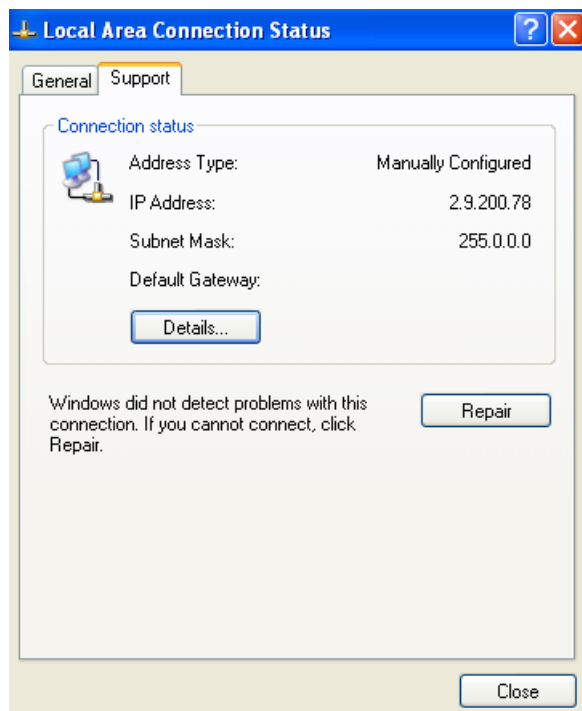 Local Area Connection Status
General Support
Connection status
Address Type: Manually Configured
IP Address: 2.9.200.78
Subnet Mask: 255.0.0.0
Default Gateway:
Details...
Windows did not detect problems with this
connection. If you cannot connect, click
Repair.
Repair
Close